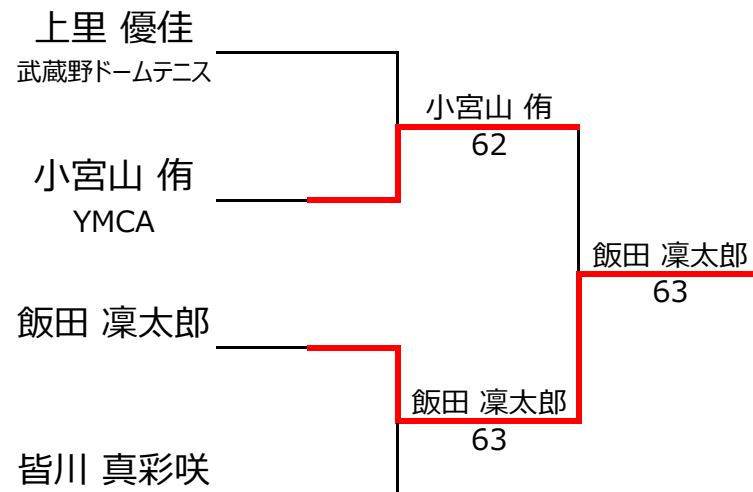 上里 優佳
武蔵野ドームテニス
小宮山 侑
62
小宮山 侑
YMCA
飯田 凜太郎
63
飯田 凜太郎
飯田 凜太郎
63
皆川 真彩咲